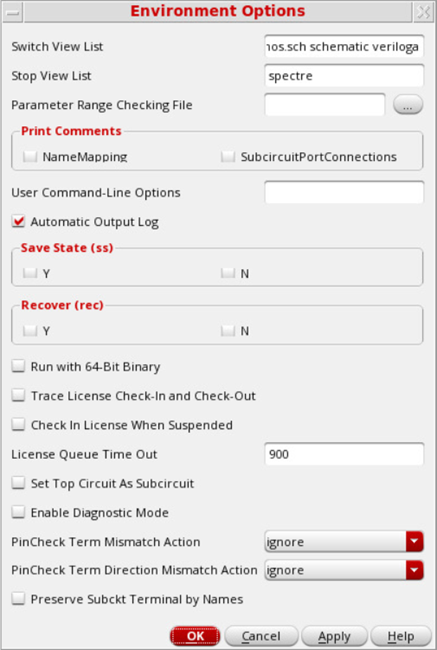 Environment Options
Switch View List
nos.sch schematic veriloga
Stop View List
spectre
Parameter Range Checking File
...
Print Comments
NameMapping
SubcircuitPortConnections
User Command-Line Options
Automatic Output Log
Save State (ss)
Y
N
Recover (rec)
Y
N
Run with 64-Bit Binary
Trace License Check-In and Check-Out
Check In License When Suspended
License Queue Time Out
900
Set Top Circuit As Subcircuit
Enable Diagnostic Mode
PinCheck Term Mismatch Action
ignore
PinCheck Term Direction Mismatch Action
ignore
Preserve Subckt Terminal by Names
OK
Cancel
Apply
Help